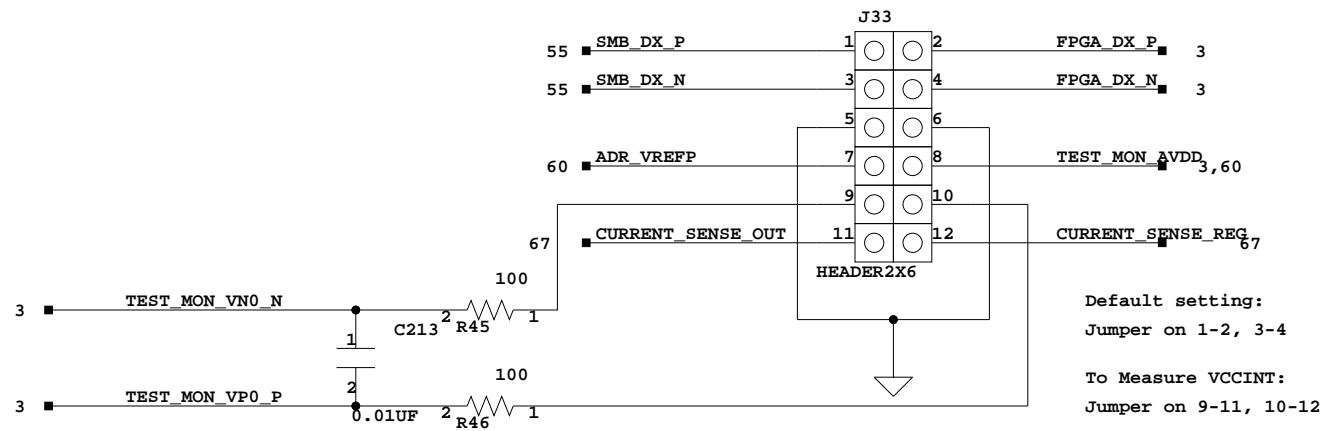 J33
55 SMB_DX_P 1 2 FPGA_DX_P 3
55 SMB_DX_N 3 4 FPGA_DX_N 3
5 6
60 ADR_VREFP 7 8 TEST_MON_AVDD 3,60
9 10
67 CURRENT_SENSE_OUT 11 12 CURRENT_SENSE_REG 67
HEADER2X6
100
3 TEST_MON_VN0_N C213 2 R45 1
1
2
100
3 TEST_MON_VP0_P 0.01UF 2 R46 1
Default setting:
Jumper on 1-2, 3-4
To Measure VCCINT:
Jumper on 9-11, 10-12